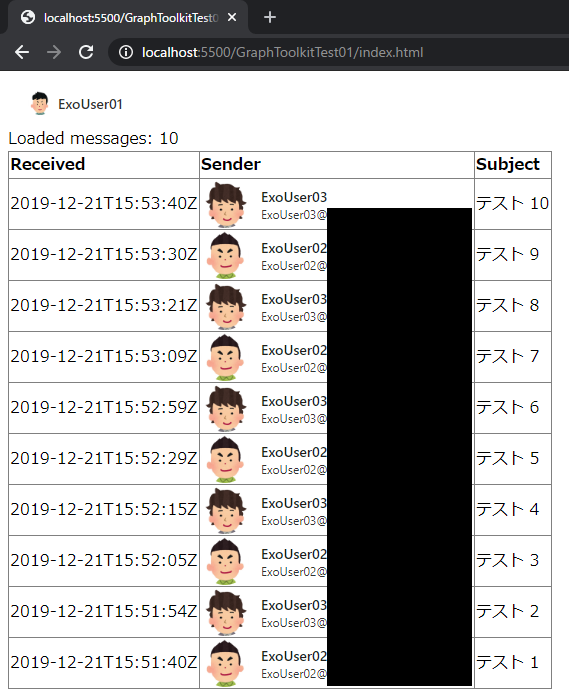 localhost:5500/GraphToolkitTest0
localhost:5500/GraphToolkitTest01/index.html
ExoUser01
Loaded messages: 10
Received Sender Subject
2019-12-21T15:53:40Z ExoUser03 テスト 10
ExoUser03@
2019-12-21T15:53:30Z ExoUser02 テスト 9
ExoUser02@
2019-12-21T15:53:21Z ExoUser03 テスト 8
ExoUser03@
2019-12-21T15:53:09Z ExoUser02 テスト 7
ExoUser02@
2019-12-21T15:52:59Z ExoUser03 テスト 6
ExoUser03@
2019-12-21T15:52:29Z ExoUser02 テスト 5
ExoUser02@
2019-12-21T15:52:15Z ExoUser03 テスト 4
ExoUser03@
2019-12-21T15:52:05Z ExoUser02 テスト 3
ExoUser02@
2019-12-21T15:51:54Z ExoUser03 テスト 2
ExoUser03@
2019-12-21T15:51:40Z ExoUser02 テスト 1
ExoUser02@